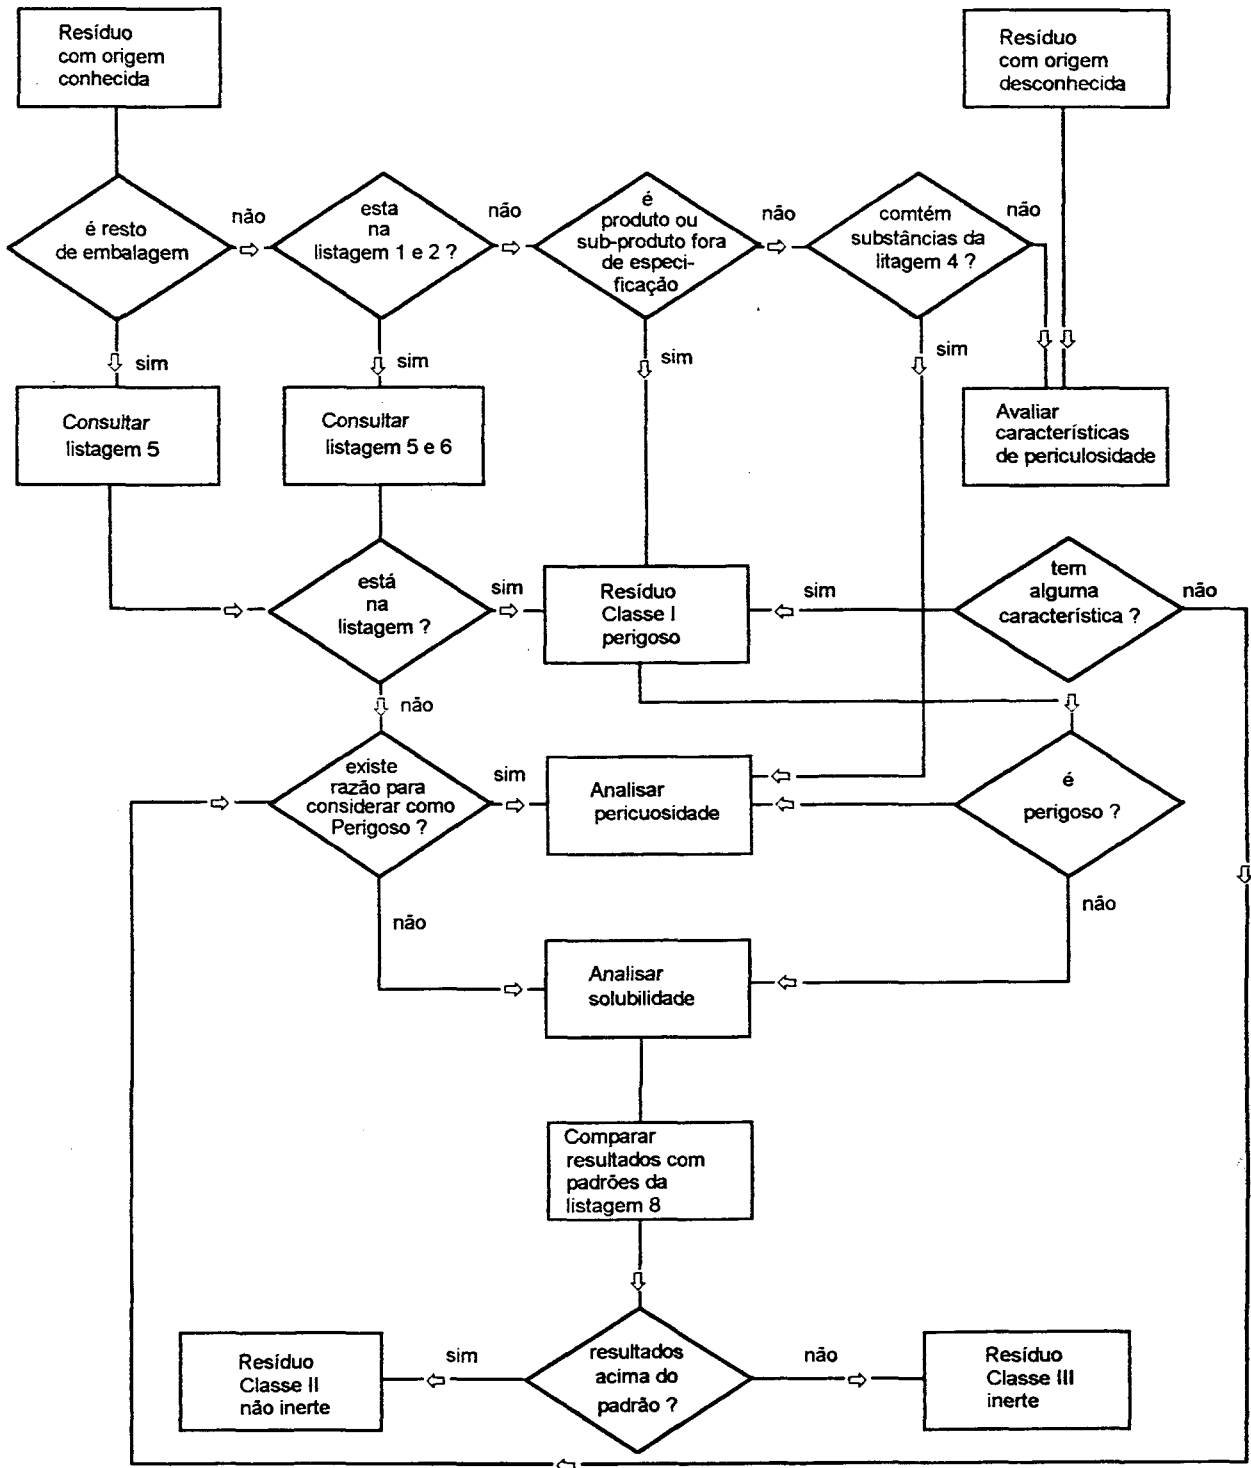 Resíduo
com origem
conhecida
Resíduo
com origem
desconhecida
é resto
de embalagem
não
esta
na
listagem 1 e 2 ?
não
é
produto ou
sub-produto fora
de especi-
ficação
não
comtém
substâncias da
litagem 4 ?
não
sim
sim
sim
sim
Consultar
listagem 5
Consultar
listagem 5 e 6
Avaliar
características
de periculosidade
está
na
listagem ?
sim
Resíduo
Classe I
perigoso
sim
tem
alguma
característica ?
não
não
existe
razão para
considerar como
Perigoso ?
sim
Analisar
pericuosidade
é
perigoso ?
não
não
Analisar
solubilidade
Comparar
resultados com
padrões da
listagem 8
Resíduo
Classe II
não inerte
sim
resultados
acima do
padrão ?
não
Resíduo
Classe III
inerte